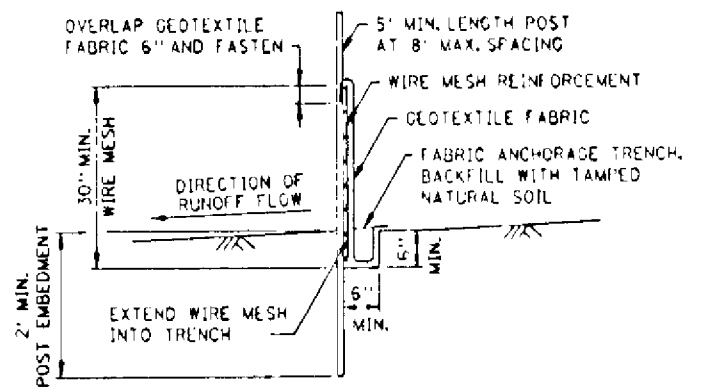 OVERLAP GEOTEXTILE
FABRIC 6" AND FASTEN
5' MIN. LENGTH POST
AT 8' MAX. SPACING
WIRE MESH REINFORCEMENT
GEOTEXTILE FABRIC
FABRIC ANCHORAGE TRENCH.
BACKFILL WITH TAMPED
NATURAL SOIL
30" MIN.
WIRE MESH
DIRECTION OF
RUNOFF FLOW
2' MIN.
POST EMBEDMENT
EXTEND WIRE MESH
INTO TRENCH
6"
MIN.
6"
MIN.